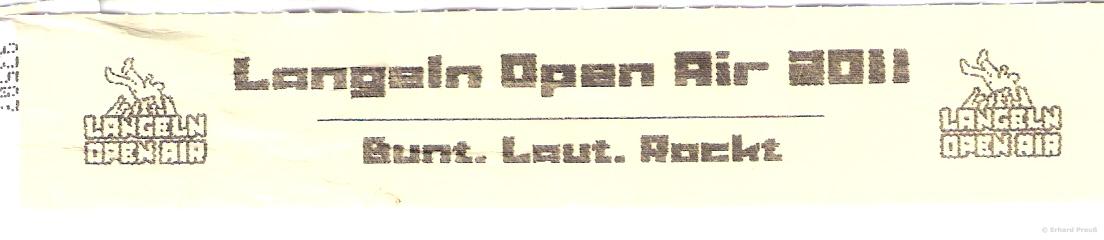 Langeln Open Air 2011
Bunt. Laut. Rockt
LANGELN
OPEN AIR
LANGELN
OPEN AIR
© Erhard Preuß